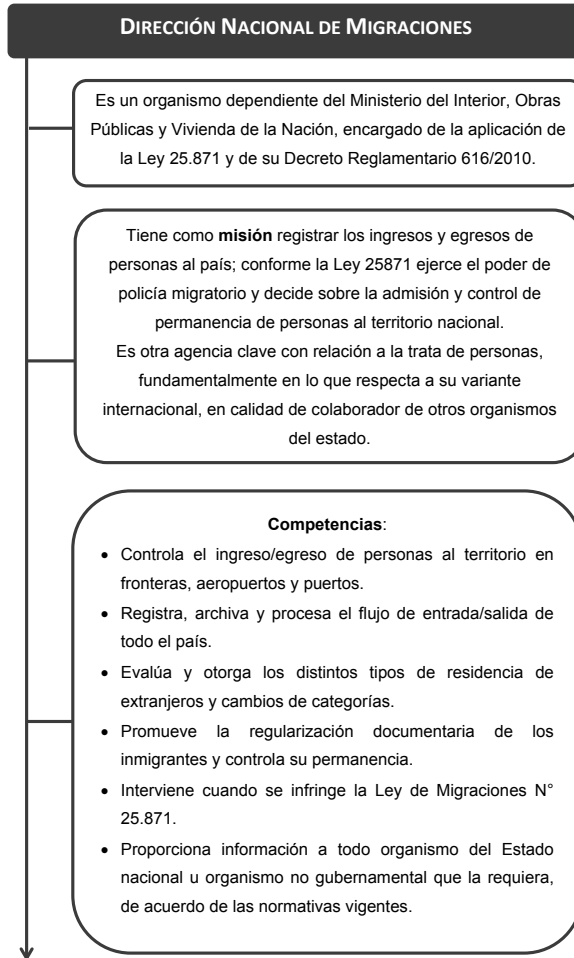 DIRECCIÓN NACIONAL DE MIGRACIONES
Es un organismo dependiente del Ministerio del Interior, Obras
Públicas y Vivienda de la Nación, encargado de la aplicación de
la Ley 25.871 y de su Decreto Reglamentario 616/2010.
Tiene como misión registrar los ingresos y egresos de
personas al país; conforme la Ley 25871 ejerce el poder de
policía migratorio y decide sobre la admisión y control de
permanencia de personas al territorio nacional.
Es otra agencia clave con relación a la trata de personas,
fundamentalmente en lo que respecta a su variante
internacional, en calidad de colaborador de otros organismos
del estado.
Competencias:
• Controla el ingreso/egreso de personas al territorio en
fronteras, aeropuertos y puertos.
• Registra, archiva y procesa el flujo de entrada/salida de
todo el país.
• Evalúa y otorga los distintos tipos de residencia de
extranjeros y cambios de categorías.
• Promueve la regularización documentaria de los
inmigrantes y controla su permanencia.
• Interviene cuando se infringe la Ley de Migraciones N°
25.871.
• Proporciona información a todo organismo del Estado
nacional u organismo no gubernamental que la requiera,
de acuerdo de las normativas vigentes.